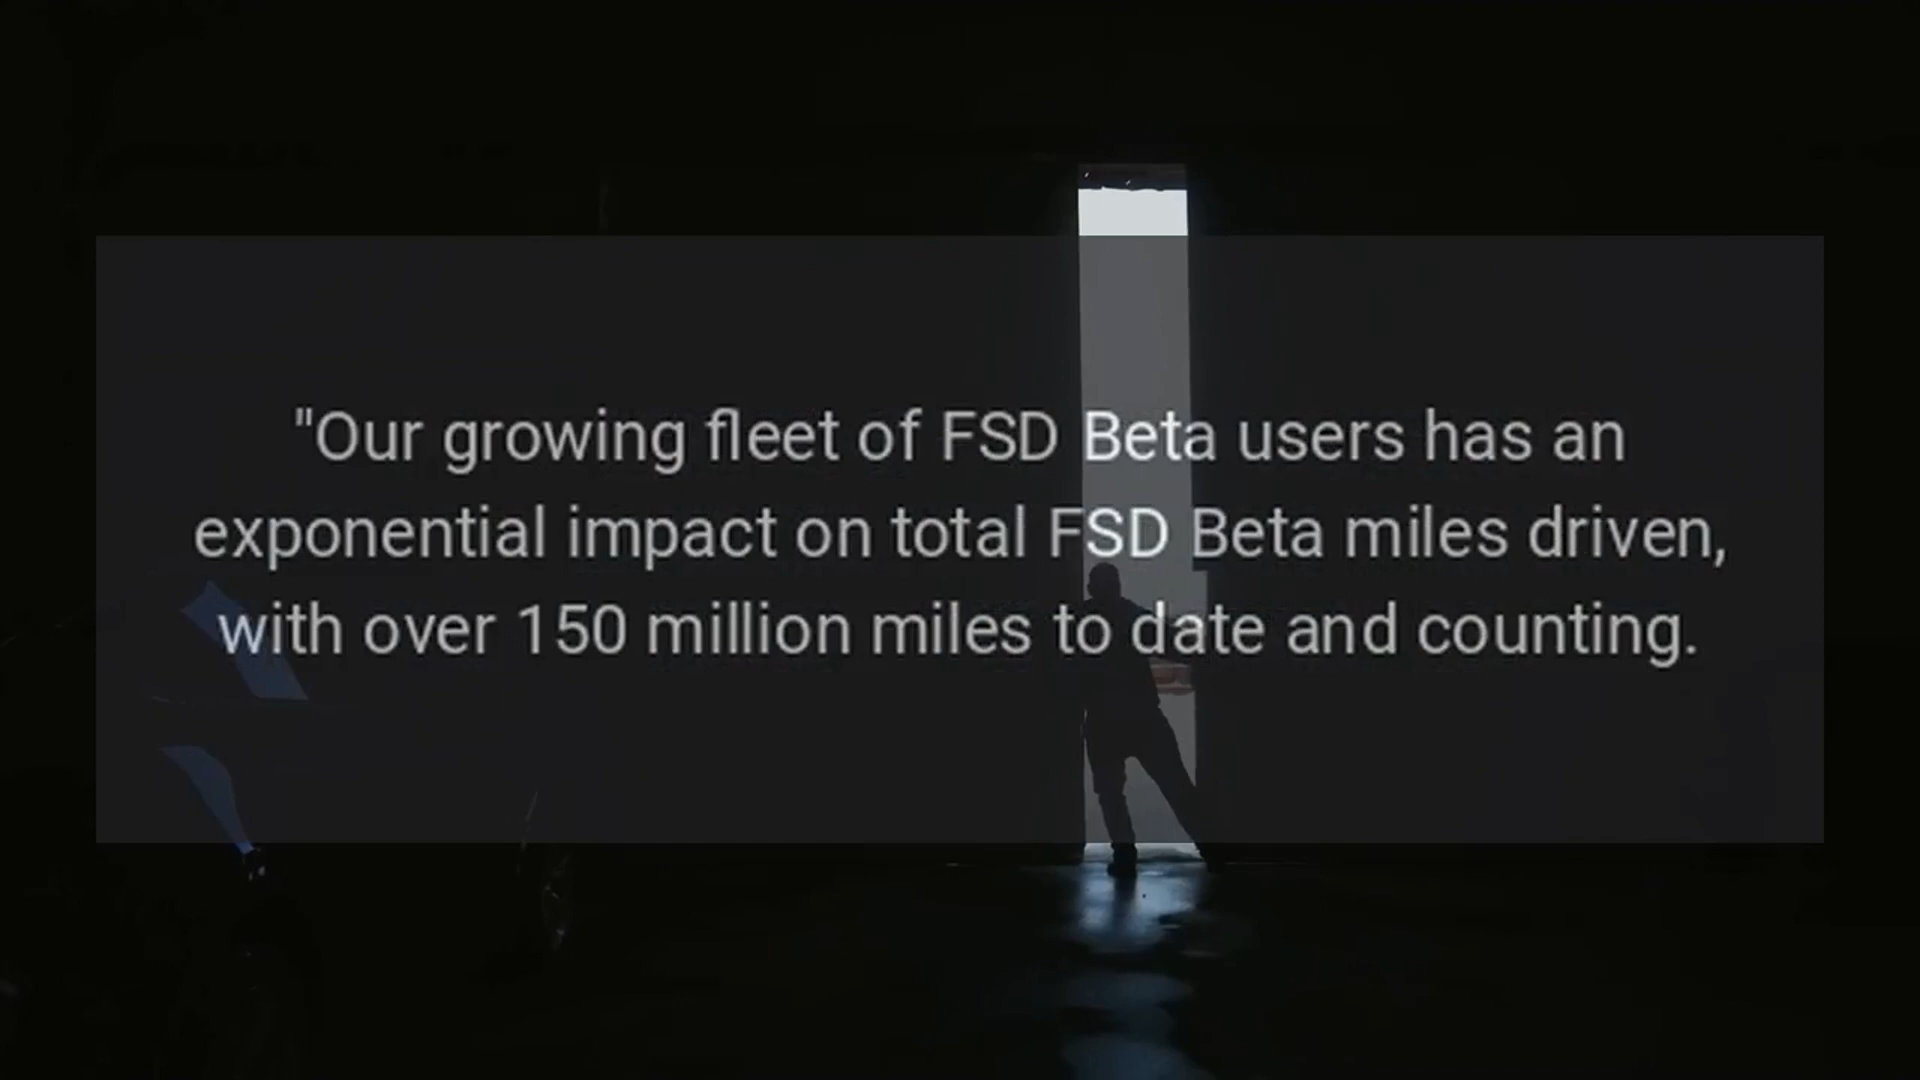 "Our growing fleet of FSD Beta users has an
exponential impact on total FSD Beta miles driven,
with over 150 million miles to date and counting.